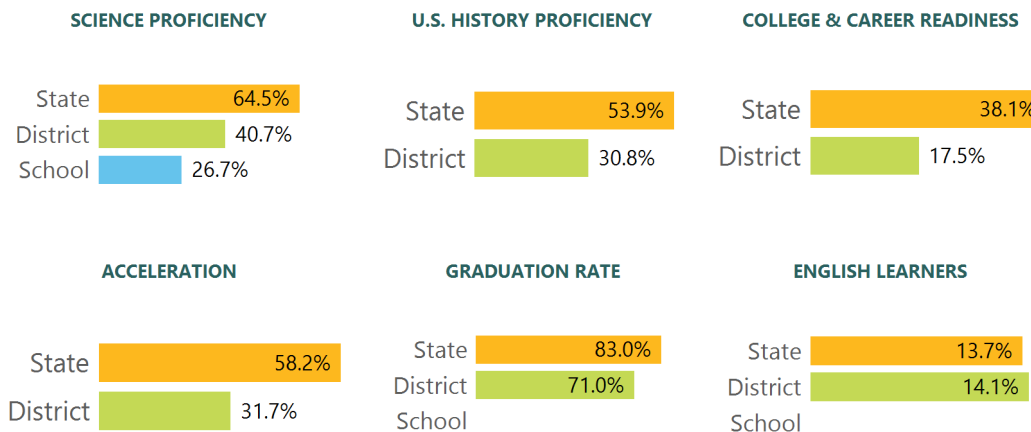 SCIENCE PROFICIENCY
State 64.5%
District 40.7%
School 26.7%
U.S. HISTORY PROFICIENCY
State 53.9%
District 30.8%
COLLEGE & CAREER READINESS
State 38.1%
District 17.5%
ACCELERATION
State 58.2%
District 31.7%
GRADUATION RATE
State 83.0%
District 71.0%
School
ENGLISH LEARNERS
State 13.7%
District 14.1%
School